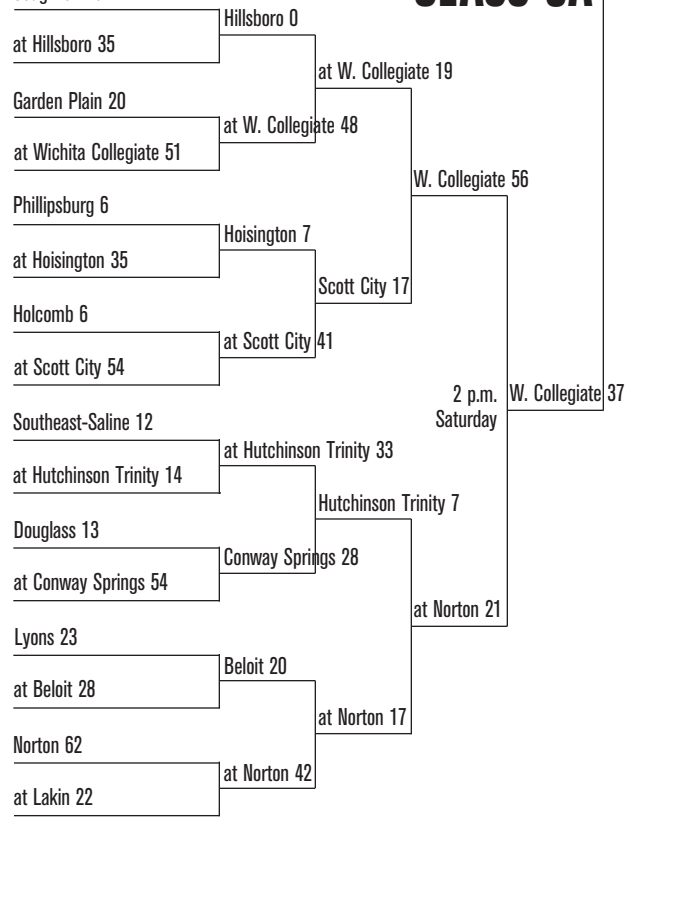 Hillsboro 0
at Hillsboro 35
at W. Collegiate 19
Garden Plain 20
at W. Collegiate 48
at Wichita Collegiate 51
W. Collegiate 56
Phillipsburg 6
Hoisington 7
at Hoisington 35
Scott City 17
Holcomb 6
at Scott City 41
at Scott City 54
2 p.m.
Saturday
W. Collegiate 37
Southeast-Saline 12
at Hutchinson Trinity 33
at Hutchinson Trinity 14
Hutchinson Trinity 7
Douglass 13
Conway Springs 28
at Conway Springs 54
at Norton 21
Lyons 23
Beloit 20
at Beloit 28
at Norton 17
Norton 62
at Norton 42
at Lakin 22